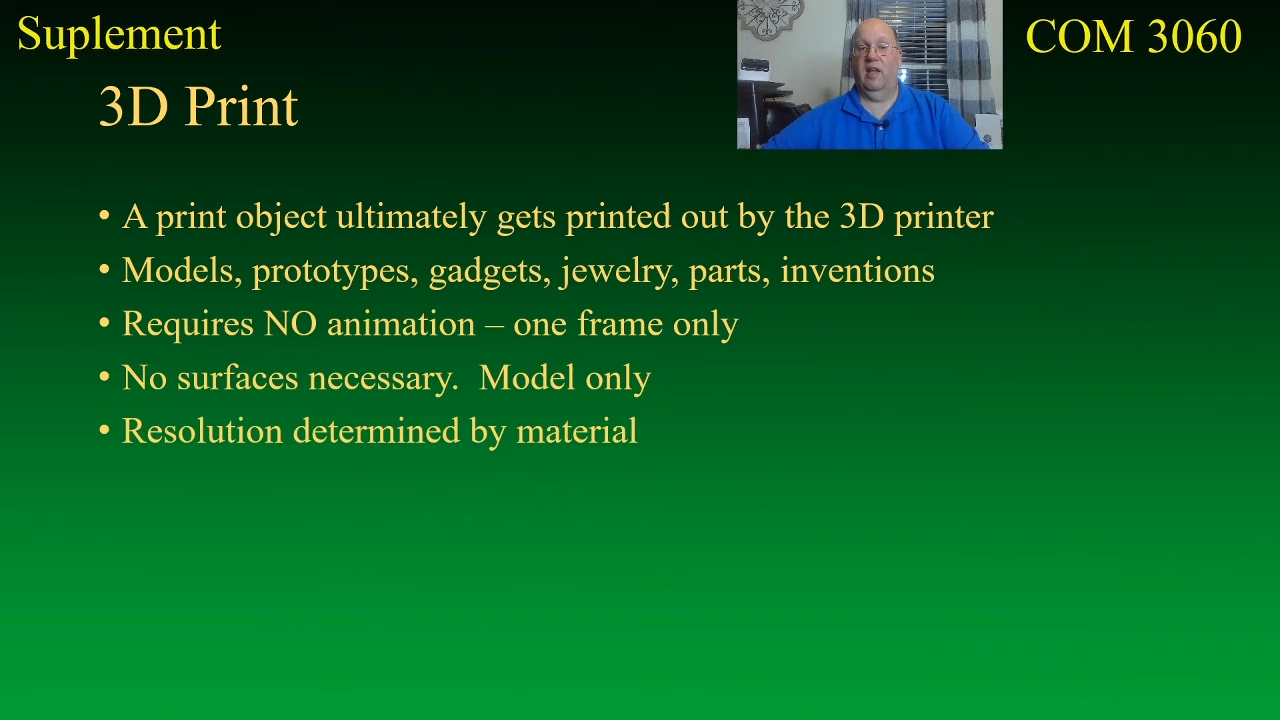 Suplement
COM 3060
3D Print
• A print object ultimately gets printed out by the 3D printer
• Models, prototypes, gadgets, jewelry, parts, inventions
• Requires NO animation – one frame only
• No surfaces necessary.  Model only
• Resolution determined by material